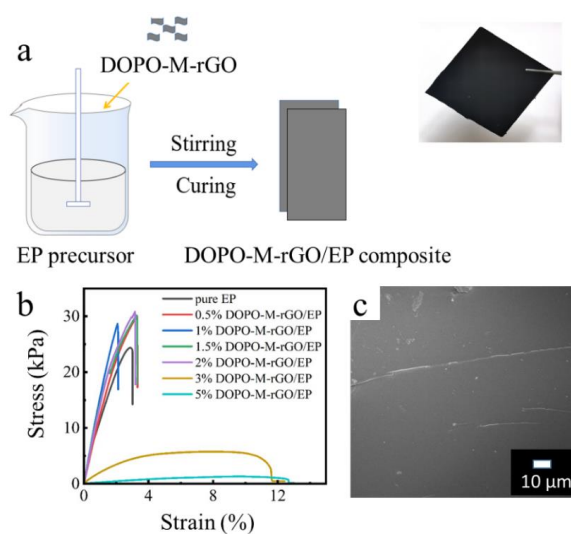 a
DOPO-M-rGO
Stirring
Curing
EP precursor
DOPO-M-rGO/EP composite
b
Stress (kPa)
40
30
20
10
5
0
pure EP
0.5% DOPO-M-rGO/EP
1% DOPO-M-rGO/EP
1.5% DOPO-M-rGO/EP
2% DOPO-M-rGO/EP
3% DOPO-M-rGO/EP
5% DOPO-M-rGO/EP
0
4
8
12
Strain (%)
c
10 μm